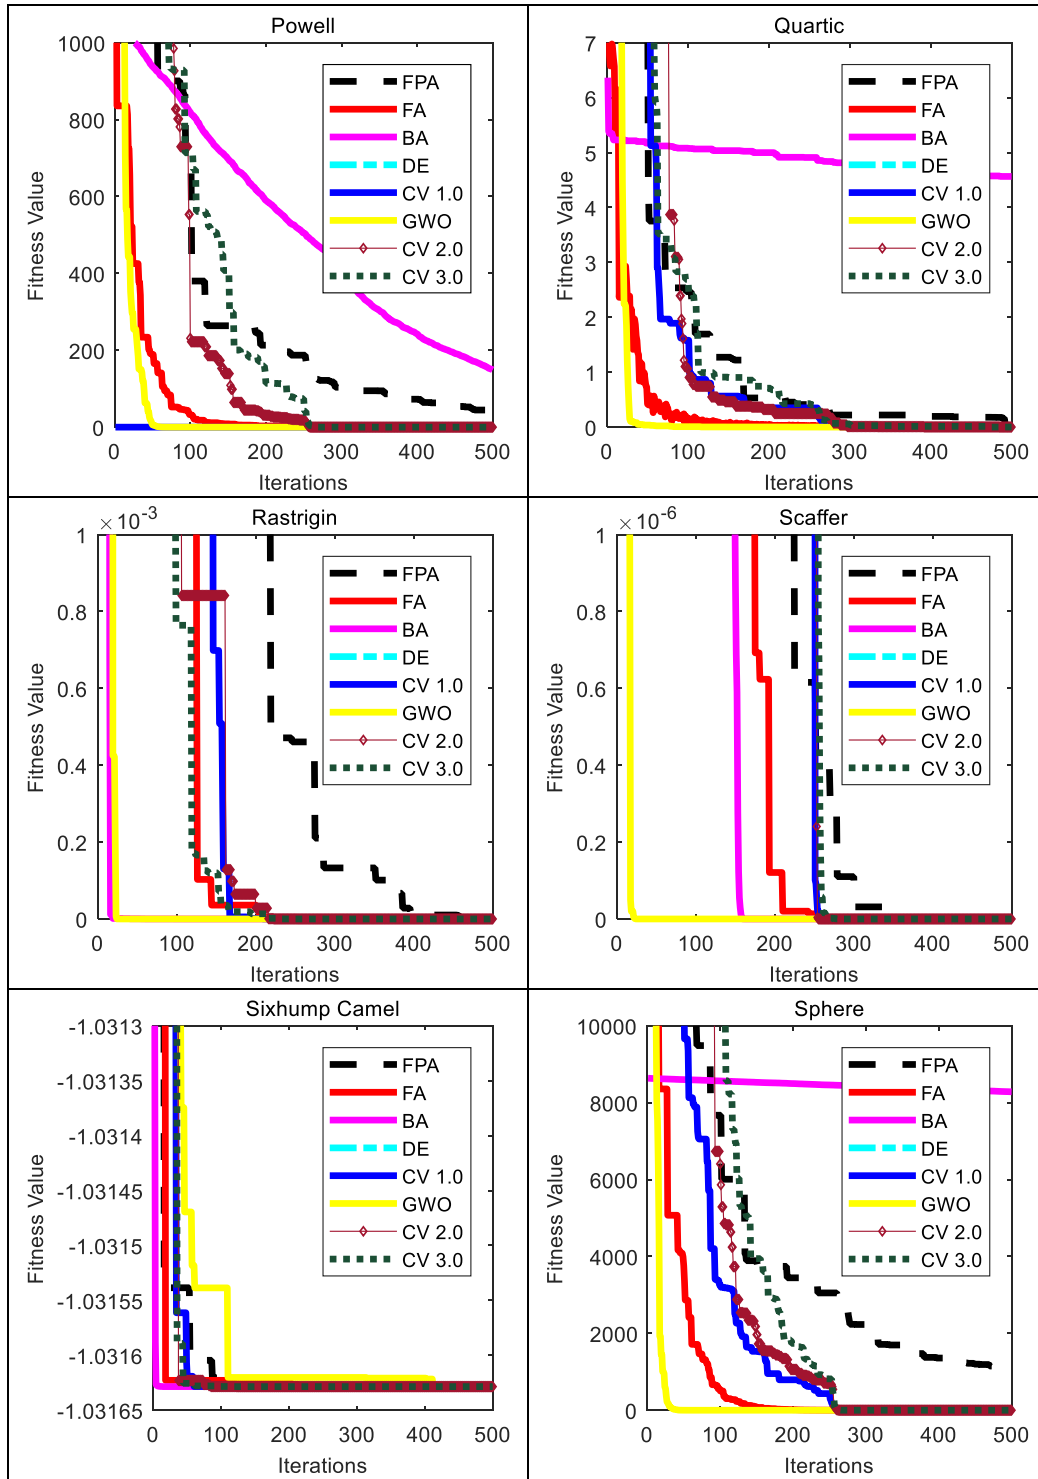 Powell
1000
800
600
400
200
0
Fitness Value
0 100 200 300 400 500
Iterations
FPA
FA
BA
DE
CV 1.0
GWO
CV 2.0
CV 3.0
Quartic
7
6
5
4
3
2
1
0
Fitness Value
0 100 200 300 400 500
Iterations
FPA
FA
BA
DE
CV 1.0
GWO
CV 2.0
CV 3.0
Rastrigin
×10-3
1
0.8
0.6
0.4
0.2
0
Fitness Value
0 100 200 300 400 500
Iterations
FPA
FA
BA
DE
CV 1.0
GWO
CV 2.0
CV 3.0
Scaffer
×10-6
1
0.8
0.6
0.4
0.2
0
Fitness Value
0 100 200 300 400 500
Iterations
FPA
FA
BA
DE
CV 1.0
GWO
CV 2.0
CV 3.0
Sixhump Camel
-1.0313
-1.03135
-1.0314
-1.03145
-1.0315
-1.03155
-1.0316
-1.03165
Fitness Value
0 100 200 300 400 500
Iterations
FPA
FA
BA
DE
CV 1.0
GWO
CV 2.0
CV 3.0
Sphere
10000
8000
6000
4000
2000
0
Fitness Value
0 100 200 300 400 500
Iterations
FPA
FA
BA
DE
CV 1.0
GWO
CV 2.0
CV 3.0